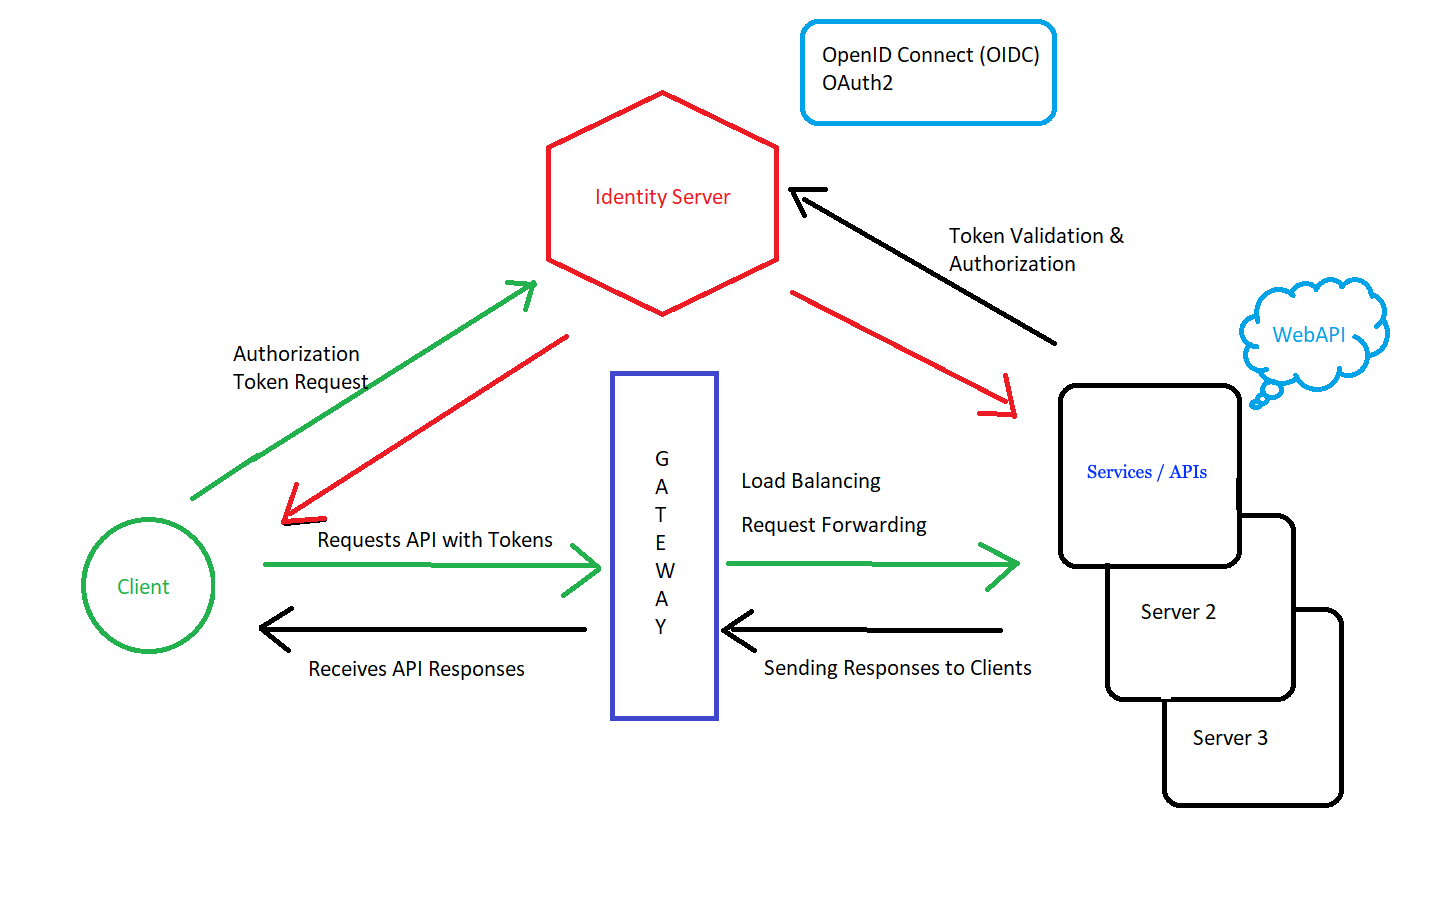 OpenID Connect (OIDC)
OAuth2
Identity Server
Token Validation &
Authorization
WebAPI
Authorization
Token Request
G
A
T
E
W
A
Y
Load Balancing
Request Forwarding
Services / APIs
Requests API with Tokens
Client
Server 2
Receives API Responses
Sending Responses to Clients
Server 3